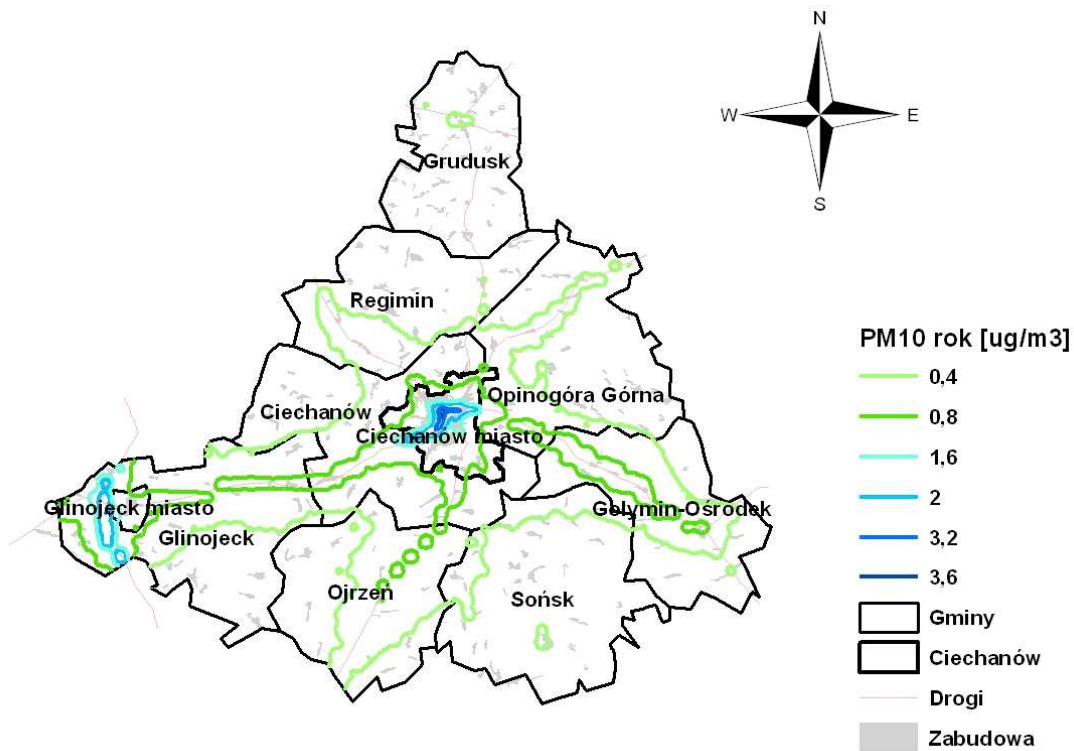 N
W
E
S
Grudusk
Regimin
Opinogóra Górna
Ciechanów
Ciechanów miasto
Glinojeck miasto
Gołymin-Ośrodek
Glinojeck
Ojrzeń
Sońsk
PM10 rok [ug/m3]
0,4
0,8
1,6
2
3,2
3,6
Gminy
Ciechanów
Drogi
Zabudowa